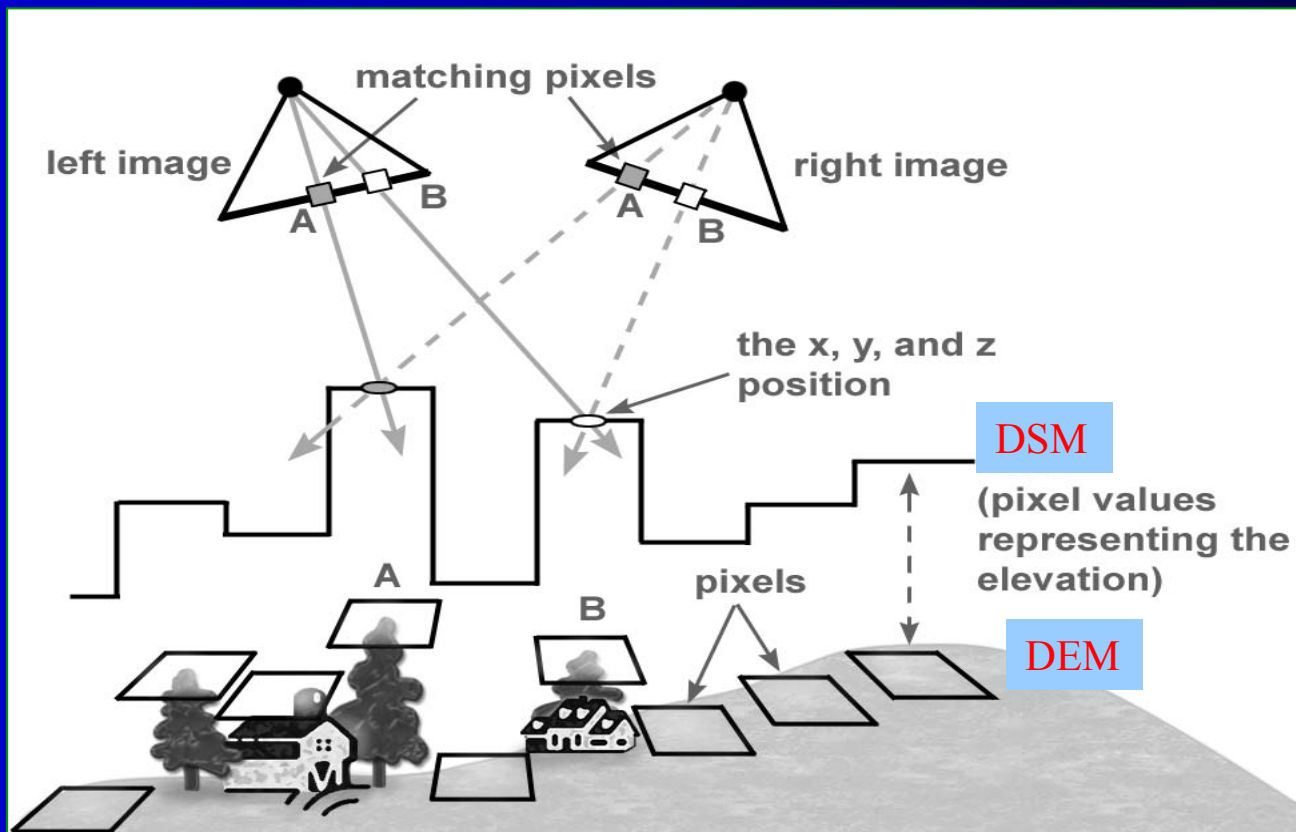 matching pixels
left image
right image
A
B
A
B
the x, y, and z
position
DSM
(pixel values
representing the
elevation)
A
B
pixels
DEM